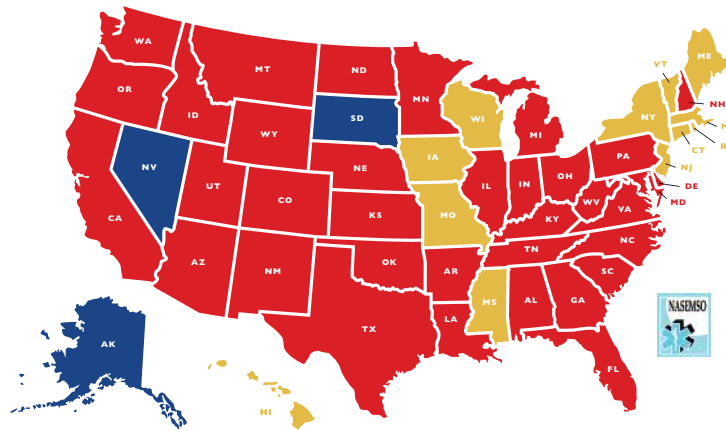 WA
MT
ND
MN
OR
ID
WY
SD
WI
MI
VT
ME
NH
NY
M
R
CT
NJ
NV
UT
CO
NE
IA
IL
IN
OH
PA
DE
MD
CA
KS
MO
KY
WV
VA
AZ
NM
OK
AR
TN
NC
SC
TX
LA
MS
AL
GA
FL
AK
HI
NASEMSO